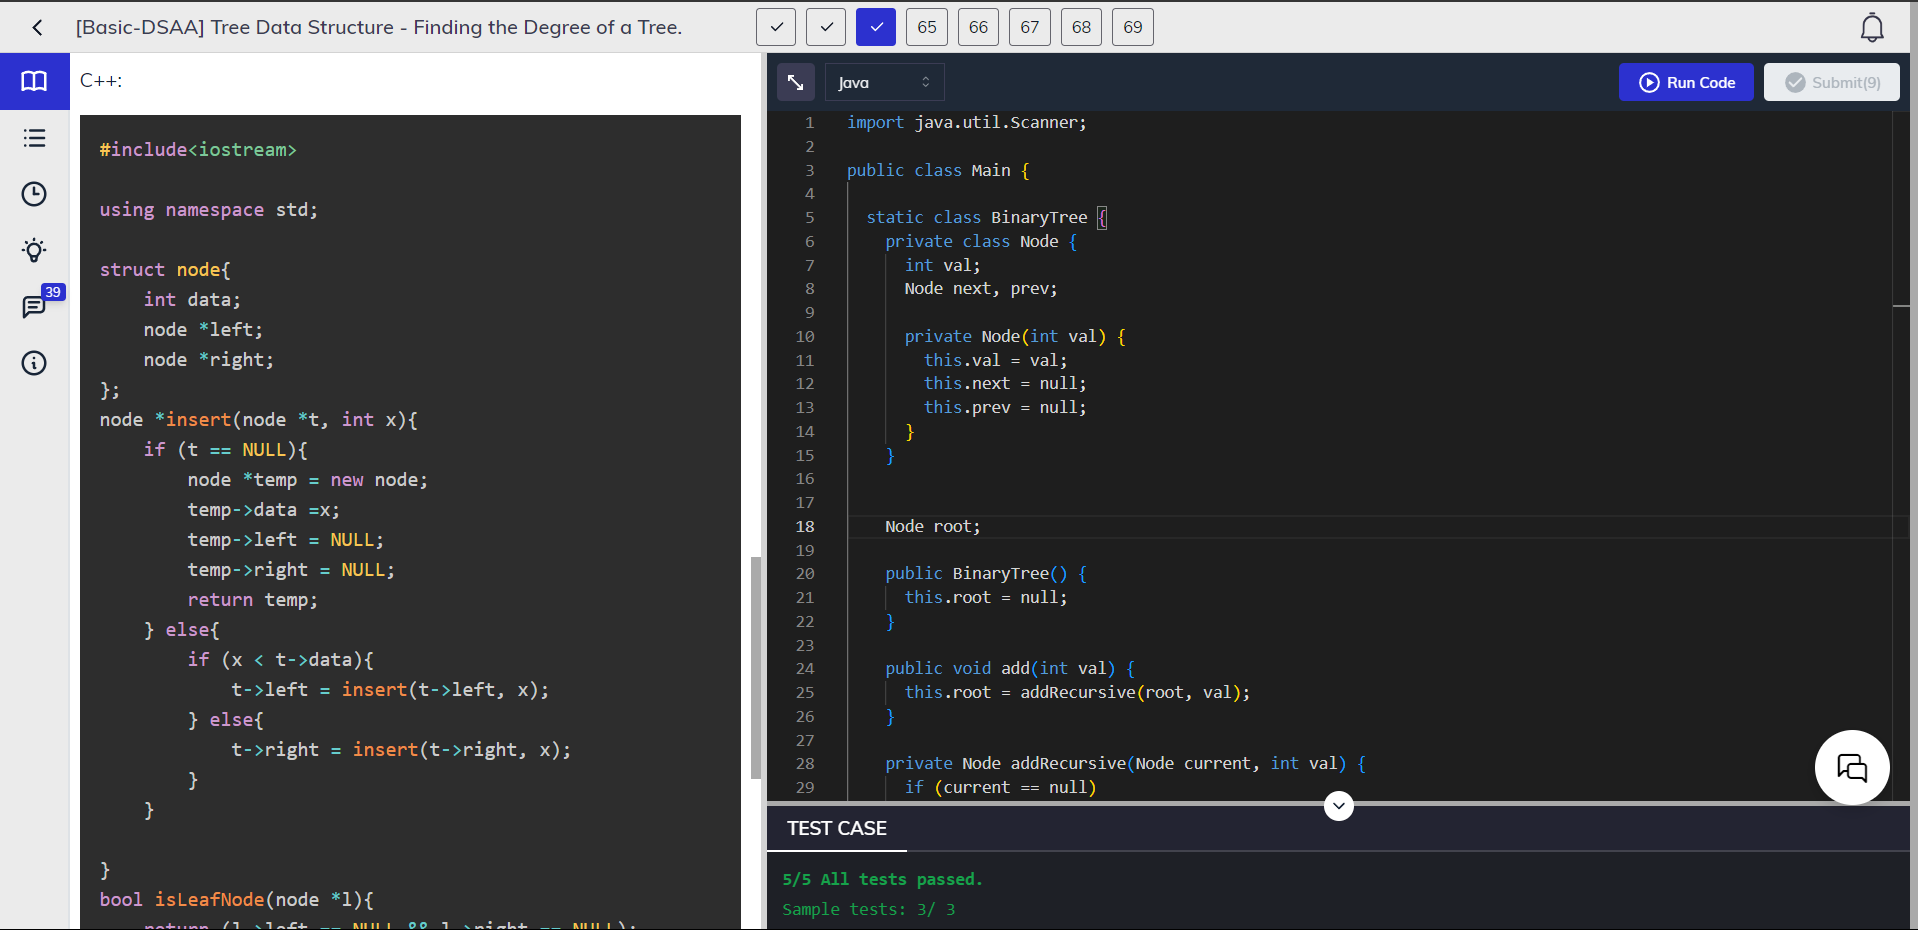 [Basic-DSAA] Tree Data Structure - Finding the Degree of a Tree.
65 66 67 68 69
39
C++:
#include<iostream>
using namespace std;
struct node{
    int data;
    node *left;
    node *right;
};
node *insert(node *t, int x){
    if (t == NULL){
        node *temp = new node;
        temp->data =x;
        temp->left = NULL;
        temp->right = NULL;
        return temp;
    } else{
        if (x < t->data){
            t->left = insert(t->left, x);
        } else{
            t->right = insert(t->right, x);
        }
    }
}
bool isLeafNode(node *l){
    return (l->left == NULL && l->right == NULL);
Java
Run Code
Submit(9)
1 import java.util.Scanner;
2
3 public class Main {
4
5   static class BinaryTree {
6     private class Node {
7       int val;
8       Node next, prev;
9
10       private Node(int val) {
11         this.val = val;
12         this.next = null;
13         this.prev = null;
14       }
15     }
16
17
18     Node root;
19
20     public BinaryTree() {
21       this.root = null;
22     }
23
24     public void add(int val) {
25       this.root = addRecursive(root, val);
26     }
27
28     private Node addRecursive(Node current, int val) {
29       if (current == null)
TEST CASE
5/5 All tests passed.
Sample tests: 3/ 3